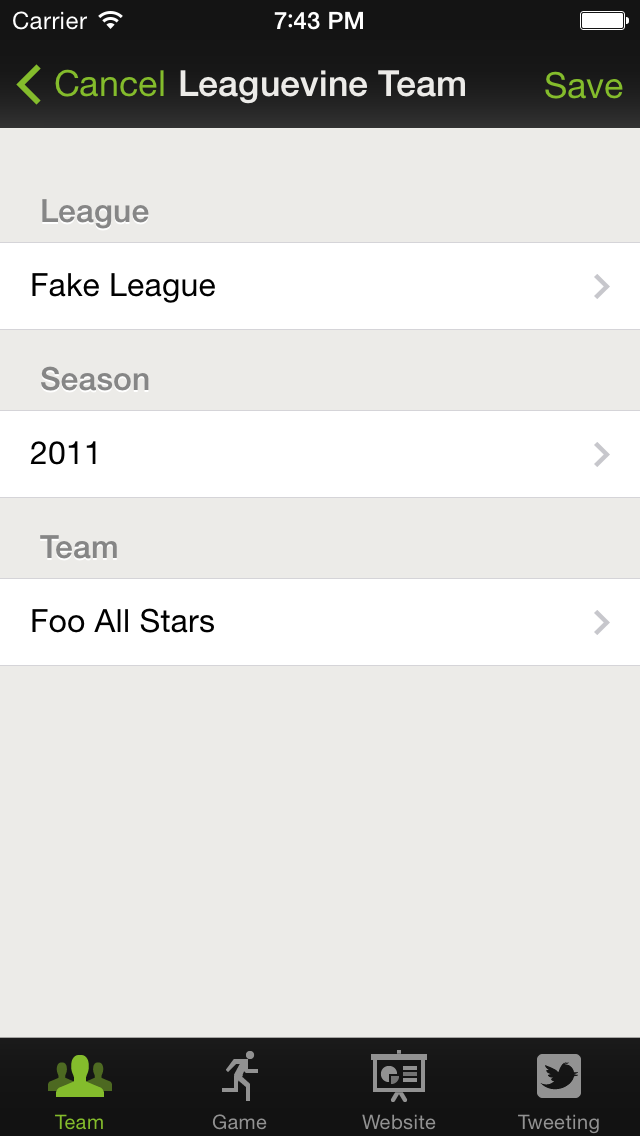 Carrier 7:43 PM
Cancel Leaguevine Team Save
League
Fake League
Season
2011
Team
Foo All Stars
Team Game Website Tweeting